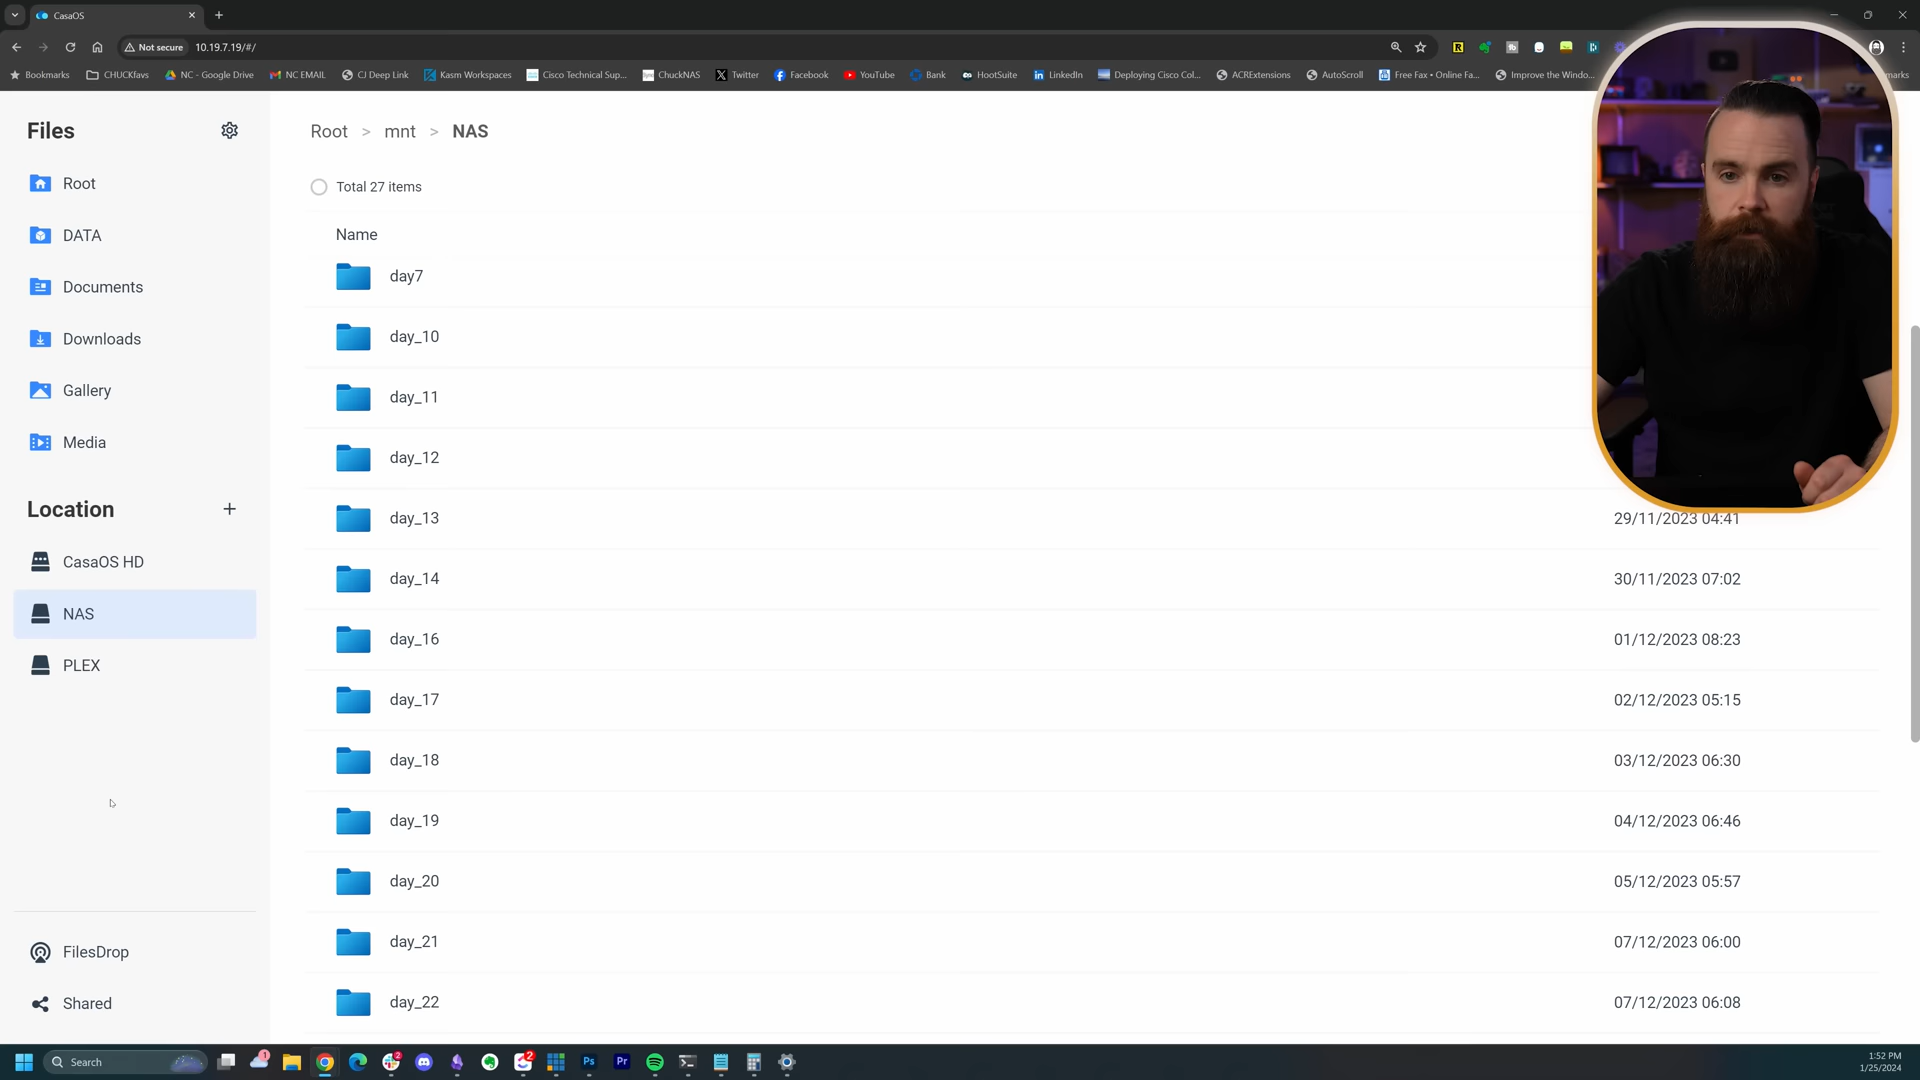 CasaOS
Not secure 10.19.7.19/#/
Bookmarks CHUCKfavs NC - Google Drive NC EMAIL CJ Deep Link Kasm Workspaces Cisco Technical Sup... ChuckNAS Twitter Facebook YouTube Bank HootSuite LinkedIn Deploying Cisco Col... ACRExtensions AutoScroll Free Fax • Online Fa... Improve the Windo...
Files
Root
DATA
Documents
Downloads
Gallery
Media
Location +
CasaOS HD
NAS
PLEX
FilesDrop
Shared
Root > mnt > NAS
Total 27 items
Name
day7
day_10
day_11
day_12
day_13 29/11/2023 04:41
day_14 30/11/2023 07:02
day_16 01/12/2023 08:23
day_17 02/12/2023 05:15
day_18 03/12/2023 06:30
day_19 04/12/2023 06:46
day_20 05/12/2023 05:57
day_21 07/12/2023 06:00
day_22 07/12/2023 06:08
Search
1
2
2
Ps
Pr
1:52 PM
1/25/2024